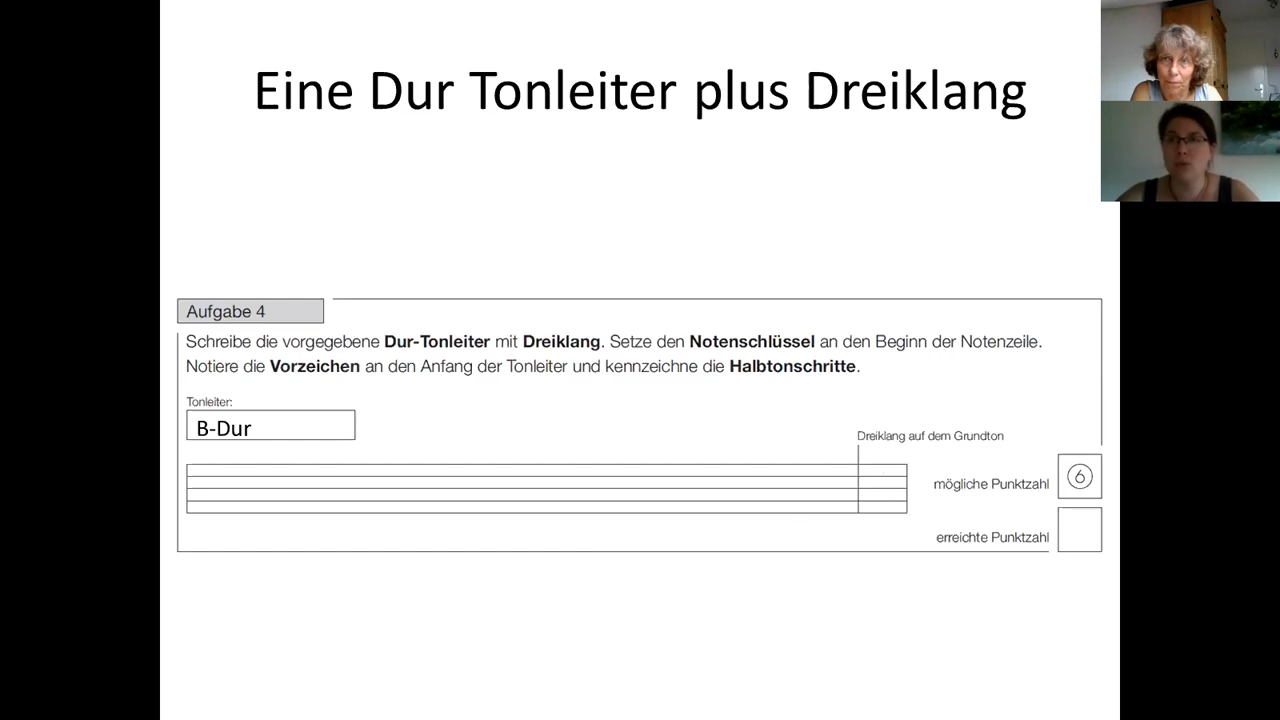 Eine Dur Tonleiter plus Dreiklang
Aufgabe 4
Schreibe die vorgegebene Dur-Tonleiter mit Dreiklang. Setze den Notenschlüssel an den Beginn der Notenzeile.
Notiere die Vorzeichen an den Anfang der Tonleiter und kennzeichne die Halbtonschritte.
Tonleiter:
B-Dur
Dreiklang auf dem Grundton
mögliche Punktzahl
6
erreichte Punktzahl